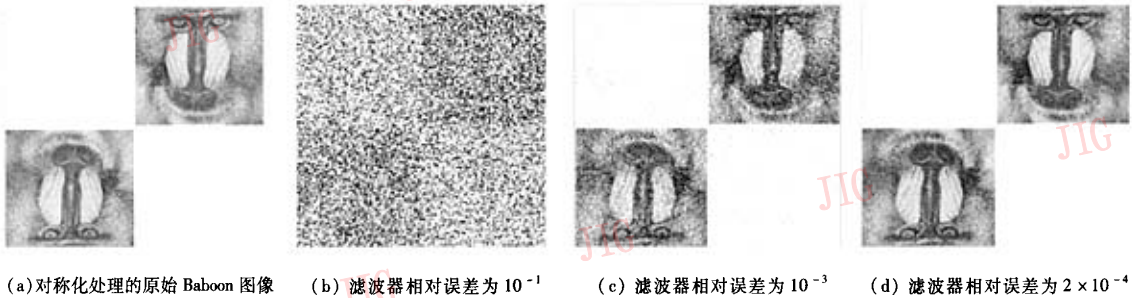 JIG
JIG
JIG
JIG
JIG
(a)对称化处理的原始 Baboon 图像
(b) 滤波器相对误差为 10⁻¹
(c) 滤波器相对误差为 10⁻³
(d) 滤波器相对误差为 2 × 10⁻⁴